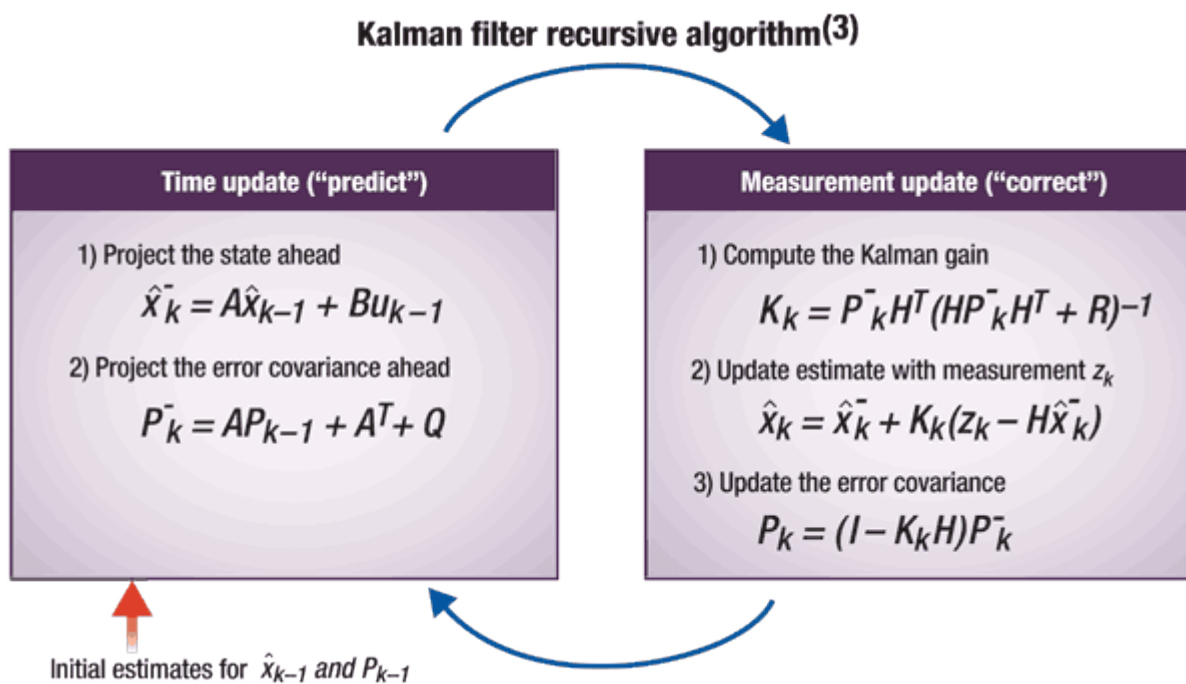 Kalman filter recursive algorithm(3)
Time update (“predict”)
1) Project the state ahead
x̂⁻ₖ = Ax̂ₖ₋₁ + Buₖ₋₁
2) Project the error covariance ahead
P⁻ₖ = APₖ₋₁ + Aᵀ + Q
Initial estimates for x̂ₖ₋₁ and Pₖ₋₁
Measurement update (“correct”)
1) Compute the Kalman gain
Kₖ = P⁻ₖHᵀ(HP⁻ₖHᵀ + R)⁻¹
2) Update estimate with measurement zₖ
x̂ₖ = x̂⁻ₖ + Kₖ(zₖ – Hx̂⁻ₖ)
3) Update the error covariance
Pₖ = (I – KₖH)P⁻ₖ